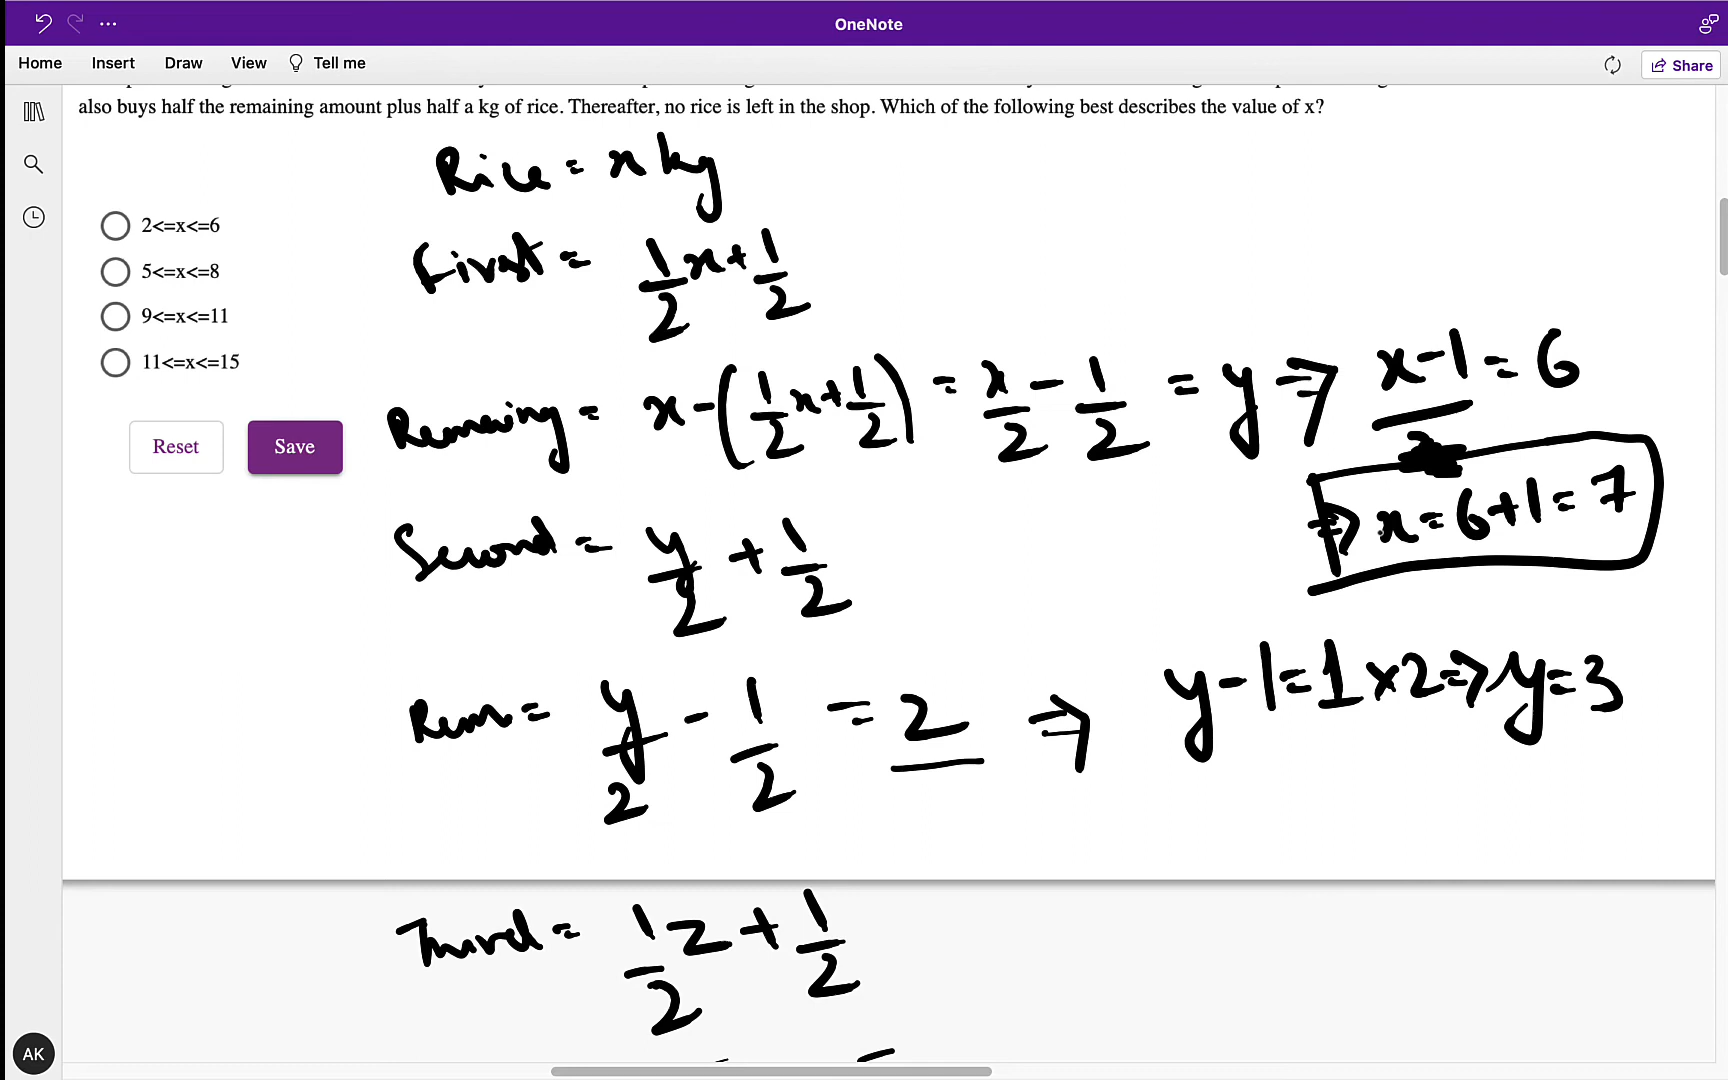 OneNote
Home Insert Draw View Tell me Share
also buys half the remaining amount plus half a kg of rice. Thereafter, no rice is left in the shop. Which of the following best describes the value of x?
Rice = x kg
2<=x<=6
First = 1/2 x + 1/2
5<=x<=8
9<=x<=11
11<=x<=15
Remaining = x - (1/2 x + 1/2) = x/2 - 1/2 = y ⇒ x-1 = 6
Reset Save
⇒ x = 6+1 = 7
Second = y/2 + 1/2
Rem = y/2 - 1/2 = z ⇒ y-1 = 1×2 ⇒ y = 3
Third = 1/2 z + 1/2
AK